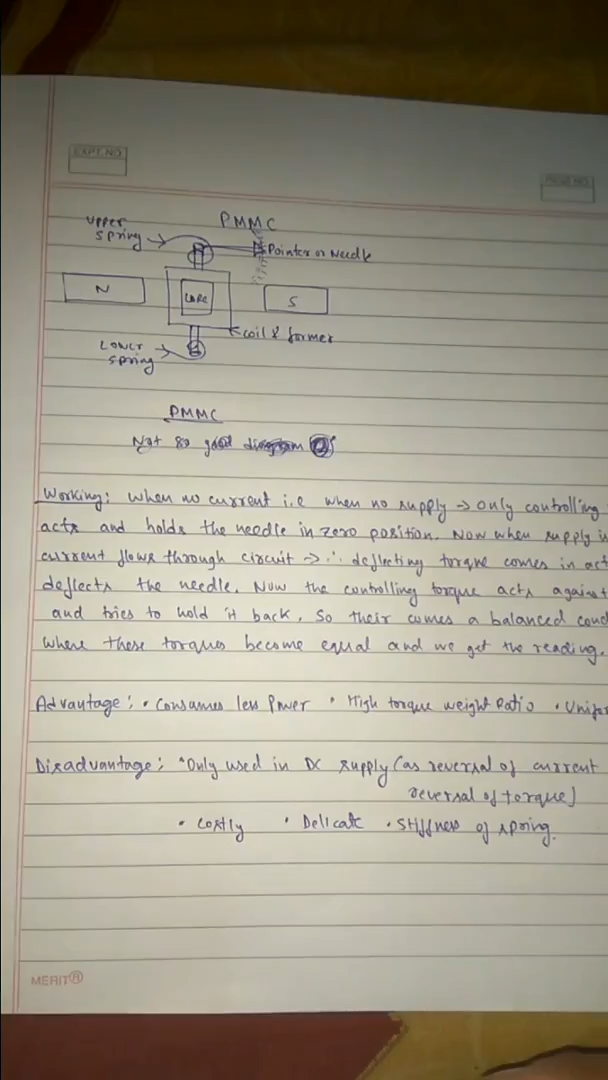 EXPT. NO.
PAGE NO.
PMMC
Upper
spring
Pointer or Needle
N
CORE
S
coil & former
Lower
spring
PMMC
Not so good
Working: When no current i.e when no supply → only controlling
acts and holds the needle in zero position. Now when supply is
current flows through circuit → ∴ deflecting torque comes in act
deflects the needle. Now the controlling torque acts against
and tries to hold it back. So their comes a balanced cond
where these torques become equal and we get the reading.
Advantage: • Consumes less Power • High torque weight Ratio • Unifor
Disadvantage: • Only used in DC supply (as reversal of current
reversal of torque)
• Costly • Delicate • Stiffness of spring.
MERIT®